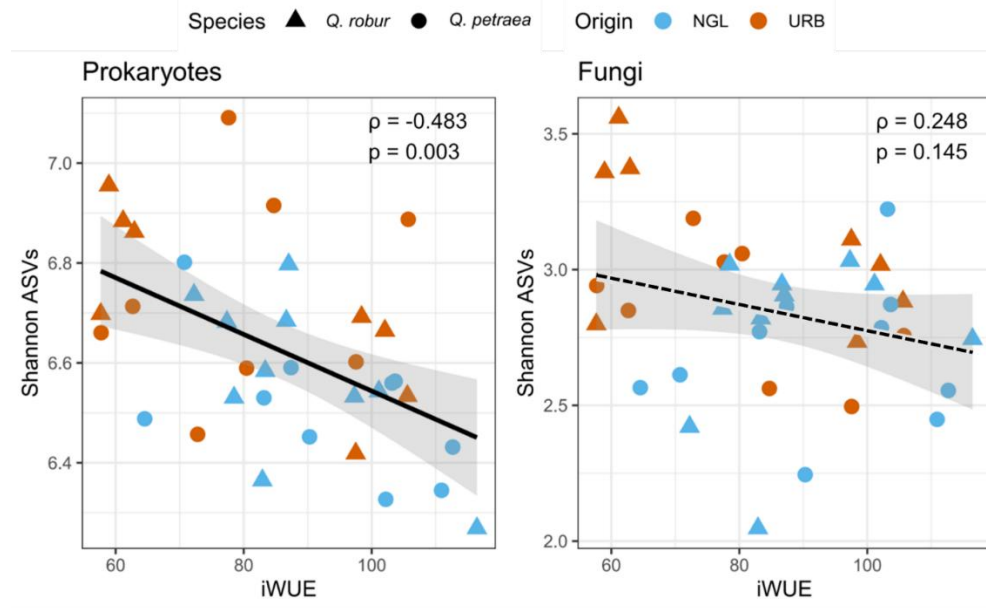 Species Q. robur Q. petraea Origin NGL URB
Prokaryotes
ρ = -0.483
p = 0.003
7.0
6.8
6.6
6.4
Shannon ASVs
60 80 100
iWUE
Fungi
ρ = 0.248
p = 0.145
3.5
3.0
2.5
2.0
Shannon ASVs
60 80 100
iWUE